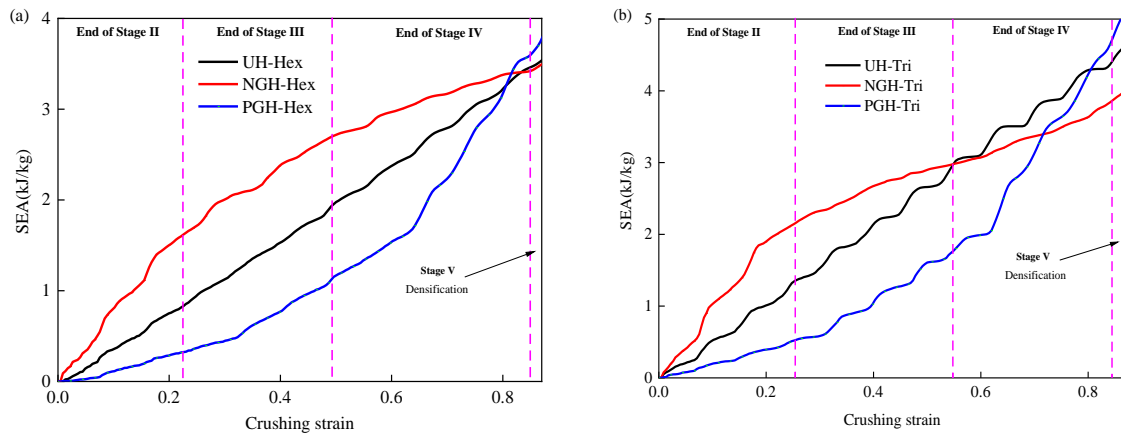 (a)
End of Stage II
End of Stage III
End of Stage IV
UH-Hex
NGH-Hex
PGH-Hex
Stage V
Densification
SEA(kJ/kg)
4
3
2
1
0
0.0
0.2
0.4
0.6
0.8
Crushing strain
(b)
End of Stage II
End of Stage III
End of Stage IV
UH-Tri
NGH-Tri
PGH-Tri
Stage V
Densification
SEA(kJ/kg)
5
4
3
2
1
0
0.0
0.2
0.4
0.6
0.8
Crushing strain